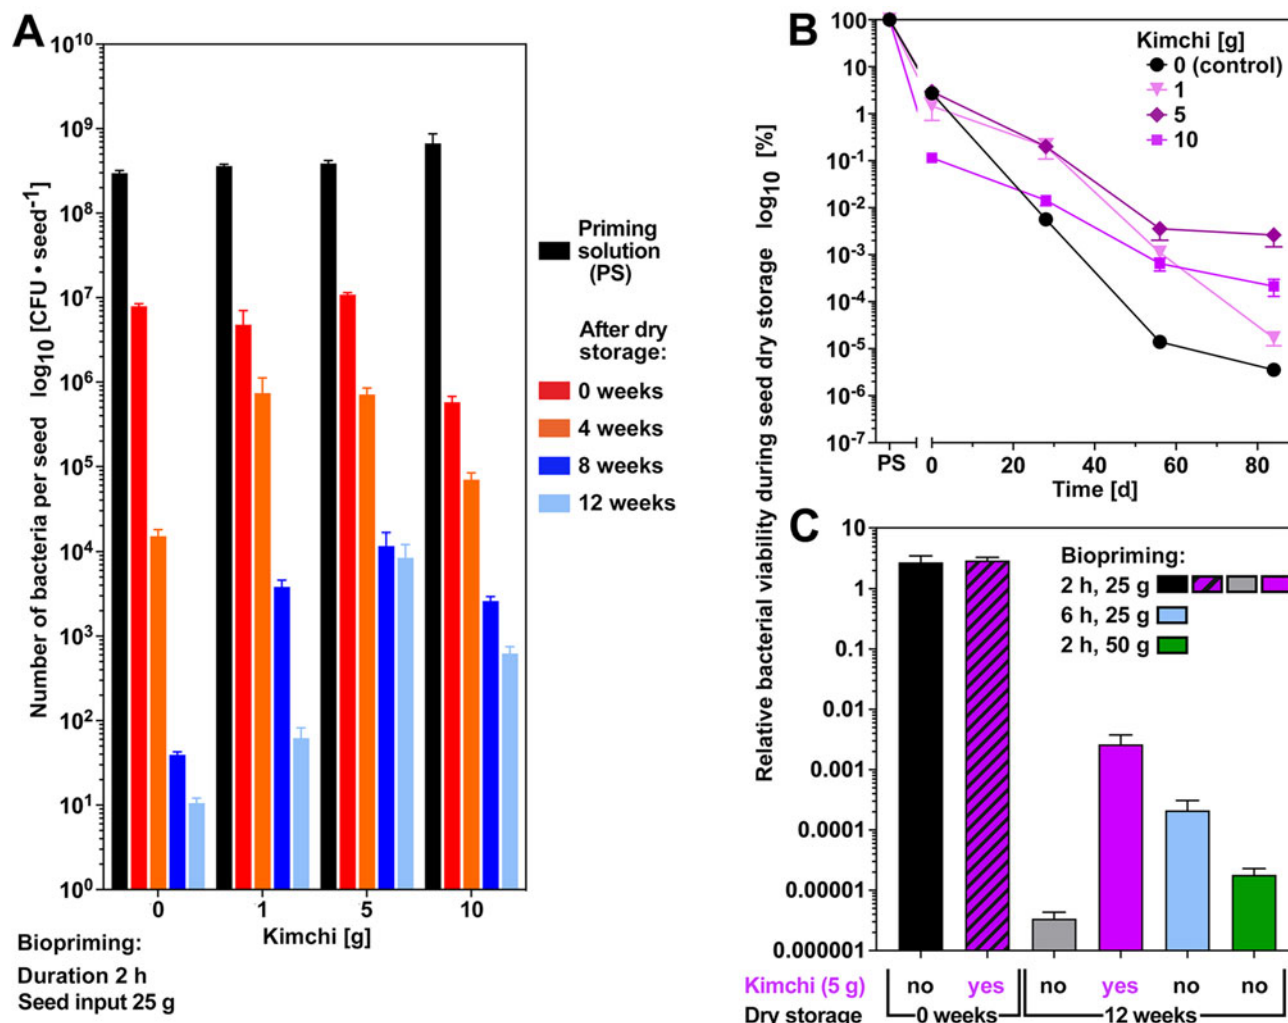 A
10^10
10^9
10^8
10^7
10^6
10^5
10^4
10^3
10^2
10^1
10^0
Number of bacteria per seed log10 [CFU • seed-1]
0 1 5 10
Kimchi [g]
Biopriming:
Duration 2 h
Seed input 25 g
Priming
solution
(PS)
After dry
storage:
0 weeks
4 weeks
8 weeks
12 weeks
B
100
10
1
10^-1
10^-2
10^-3
10^-4
10^-5
10^-6
10^-7
PS 0 20 40 60 80
Time [d]
Kimchi [g]
0 (control)
1
5
10
Relative bacterial viability during seed dry storage log10 [%]
C
10
1
0.1
0.01
0.001
0.0001
0.00001
0.000001
Biopriming:
2 h, 25 g
6 h, 25 g
2 h, 50 g
Kimchi (5 g) no yes no yes no no
Dry storage 0 weeks 12 weeks